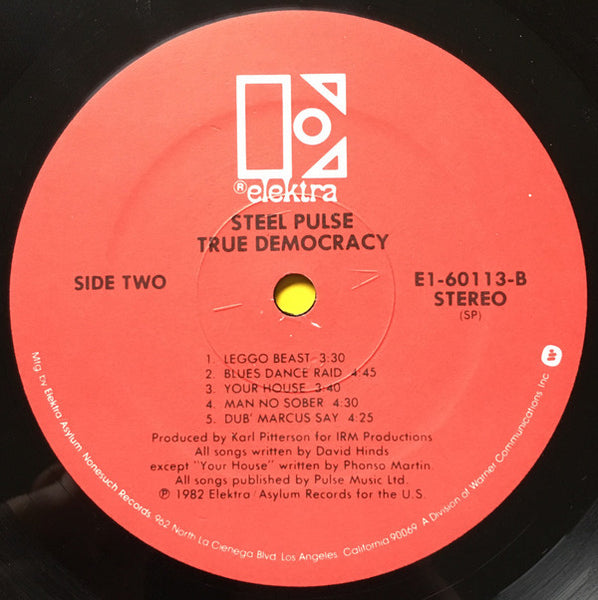 ® elektra
STEEL PULSE
TRUE DEMOCRACY
SIDE TWO
E1-60113-B
STEREO
(SP)
1. LEGGO BEAST 3:30
2. BLUES DANCE RAID 4:45
3. YOUR HOUSE 3:40
4. MAN NO SOBER 4:30
5. DUB' MARCUS SAY 4:25
Produced by Karl Pitterson for IRM Productions
All songs written by David Hinds
except "Your House" written by Phonso Martin.
All songs published by Pulse Music Ltd.
℗ 1982 Elektra/Asylum Records for the U.S.
Mfg by Elektra Asylum Nonesuch Records. 962 North La Cienega Blvd. Los Angeles, California 90069 A Division of Warner Communications Inc